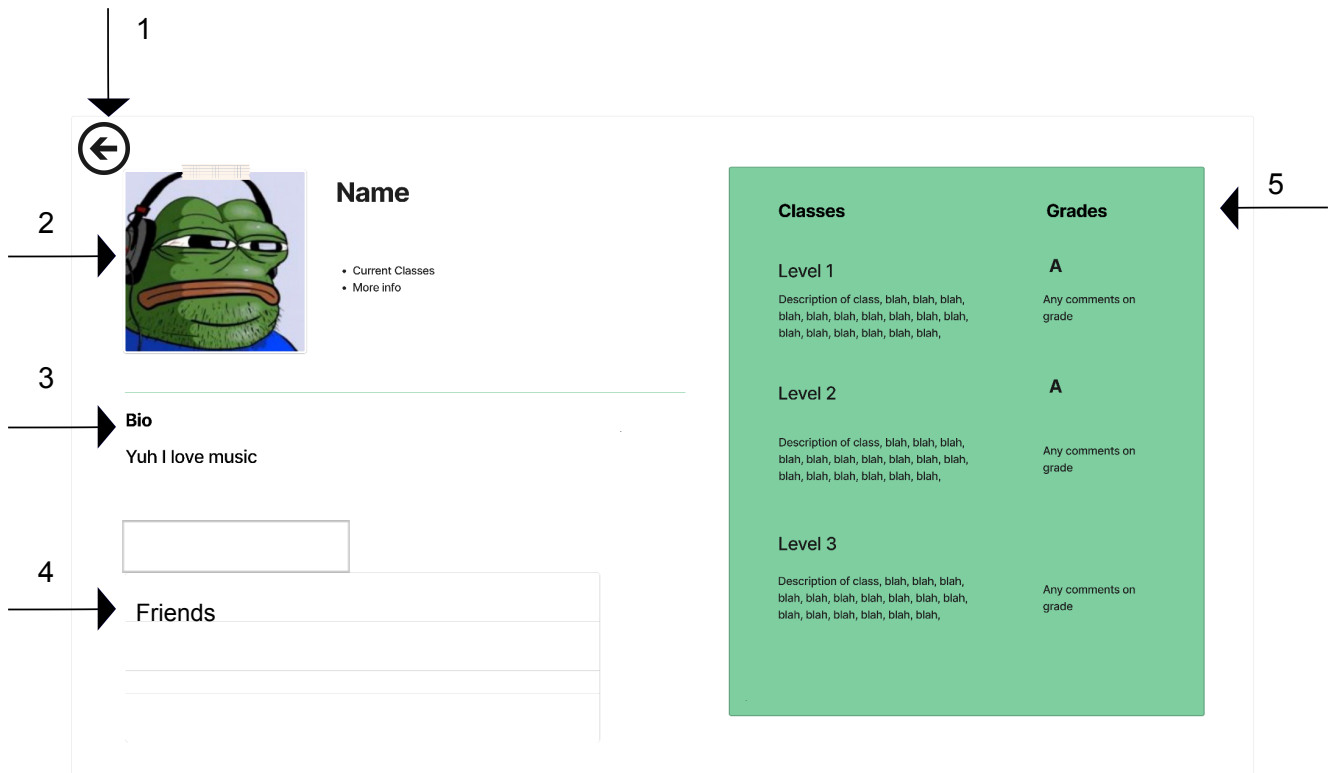 1
2
Name
• Current Classes
• More info
3
Bio
Yuh I love music
4
Friends
5
Classes Grades
Level 1 A
Description of class, blah, blah, blah, Any comments on
blah, blah, blah, blah, blah, blah, blah, grade
blah, blah, blah, blah, blah, blah,
Level 2 A
Description of class, blah, blah, blah,
blah, blah, blah, blah, blah, blah, blah, Any comments on
blah, blah, blah, blah, blah, blah, grade
Level 3
Description of class, blah, blah, blah, Any comments on
blah, blah, blah, blah, blah, blah, blah, grade
blah, blah, blah, blah, blah, blah,